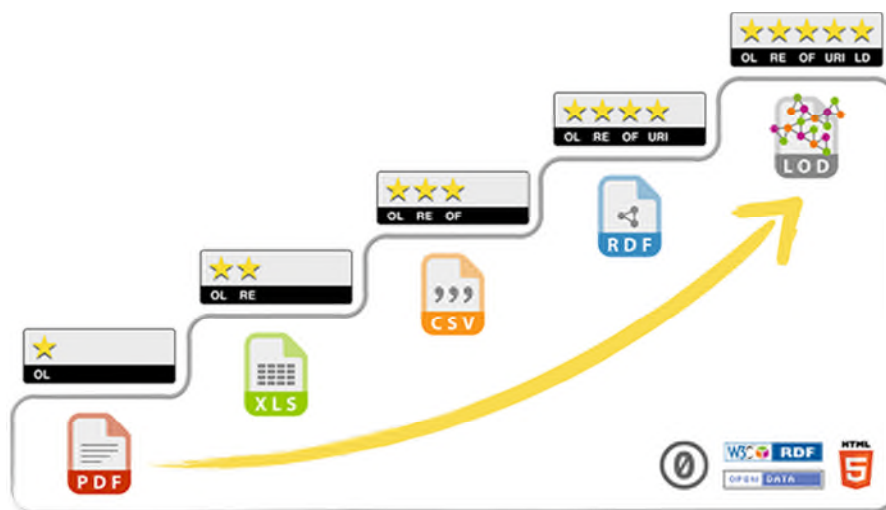 OL RE OF URI LD
LOD
OL RE OF URI
RDF
OL RE OF
CSV
OL RE
XLS
OL
PDF
0
W3C RDF
OPEN DATA
HTML
5